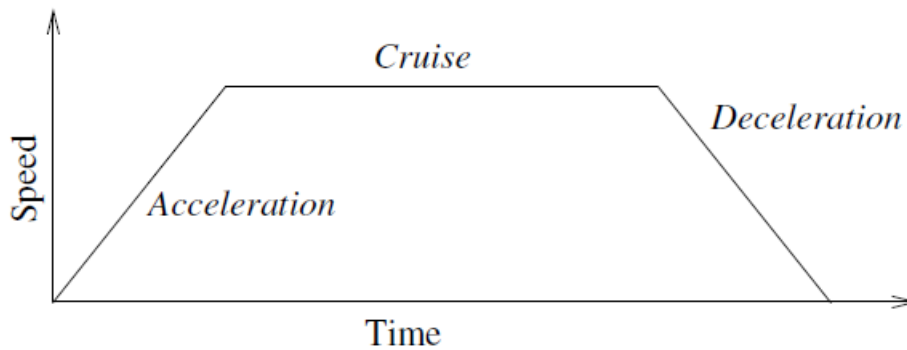 Cruise
Deceleration
Acceleration
Speed
Time